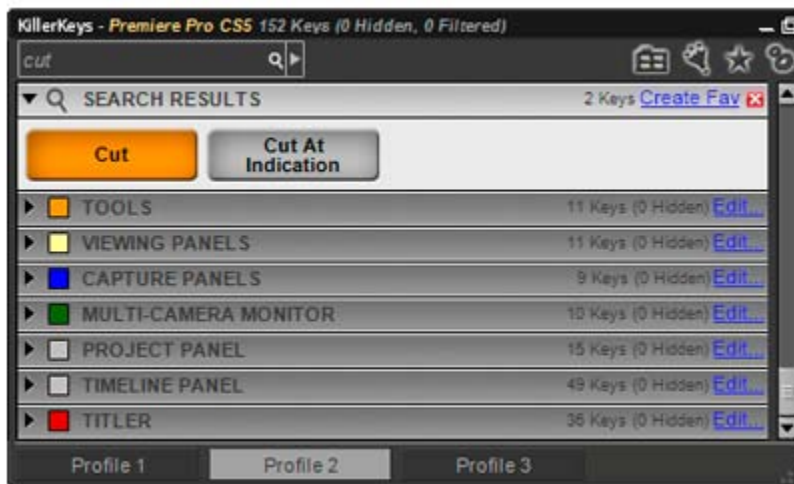 KillerKeys - Premiere Pro CS5 152 Keys (0 Hidden, 0 Filtered)
cut
SEARCH RESULTS 2 Keys Create Fav
Cut
Cut At
Indication
TOOLS 11 Keys (0 Hidden) Edit...
VIEWING PANELS 11 Keys (0 Hidden) Edit...
CAPTURE PANELS 9 Keys (0 Hidden) Edit...
MULTI-CAMERA MONITOR 10 Keys (0 Hidden) Edit...
PROJECT PANEL 15 Keys (0 Hidden) Edit...
TIMELINE PANEL 49 Keys (0 Hidden) Edit...
TITLER 36 Keys (0 Hidden) Edit...
Profile 1 Profile 2 Profile 3